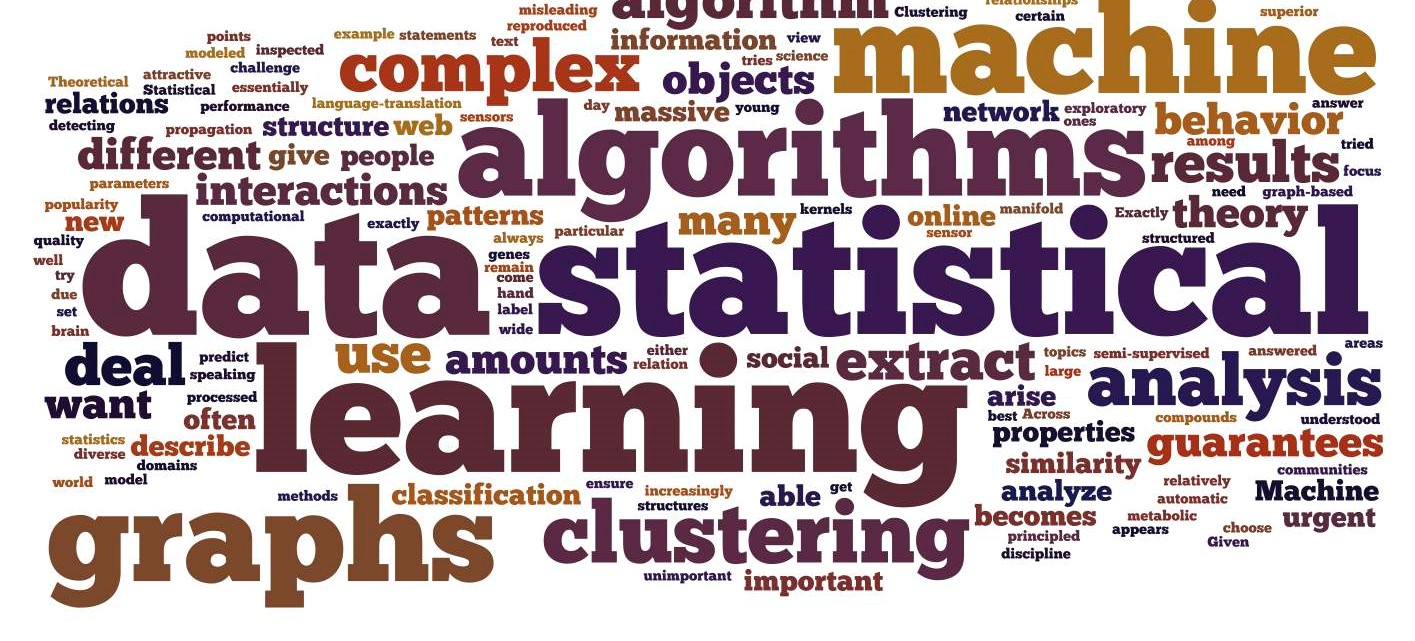 misleading algorithm Clustering relationships certain superior
reproduced
points example statements text information view machine
modeled inspected complex tries science
challenge objects
Theoretical attractive Statistical essentially
relations performance language-translation day massive young network exploratory answer
detecting propagation structure web sensors algorithms ones behavior
different give people among results tried
parameters interactions need graph-based focus
popularity computational exactly patterns many kernels online manifold Exactly theory
new always particular sensor structured
quality data genes statistical
well remain
try come
due hand
set label
brain wide
deal predict use amounts either social extract topics semi-supervised answered areas
speaking learning relation large analysis
want processed arise
often best Across compounds understood
statistics describe properties guarantees
diverse domains similarity communities
world model relatively
methods classification ensure increasingly able get analyze automatic Machine
graphs structures clustering becomes metabolic urgent
appears choose
principled Given
discipline
unimportant important